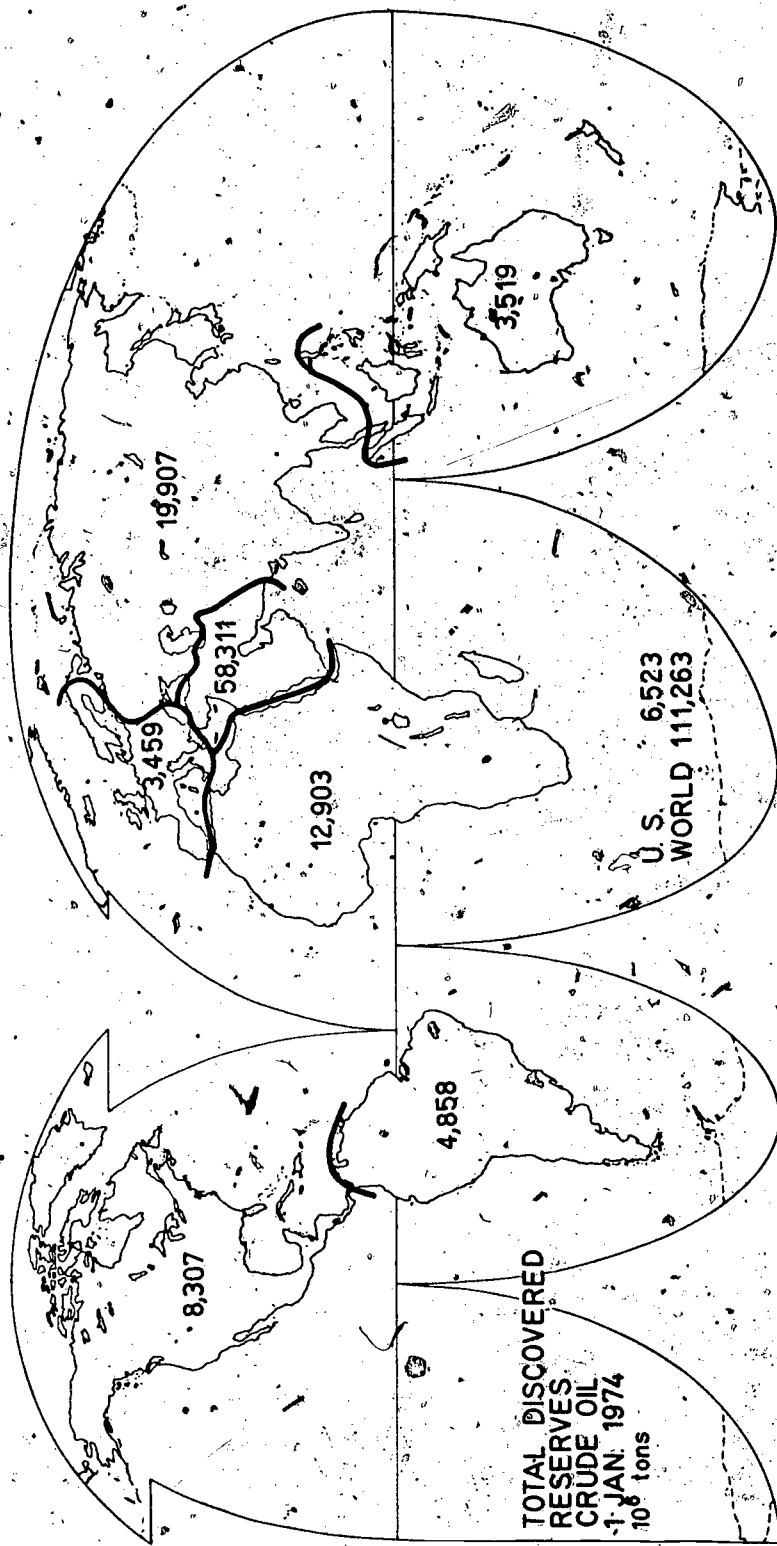 8,307
4,858
3,459
58,311
19,907
12,903
3,519
TOTAL DISCOVERED
RESERVES
CRUDE OIL
1 JAN. 1974
10⁶ tons
U.S. 6,523
WORLD 111,263